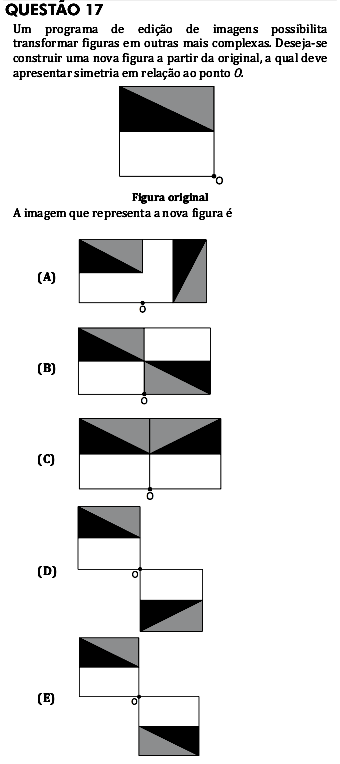 QUESTÃO 17
Um programa de edição de imagens possibilita
transformar figuras em outras mais complexas. Deseja-se
construir uma nova figura a partir da original, a qual deve
apresentar simetria em relação ao ponto O.
O
Figura original
A imagem que representa a nova figura é
(A)
O
(B)
O
(C)
O
(D)
O
(E)
O